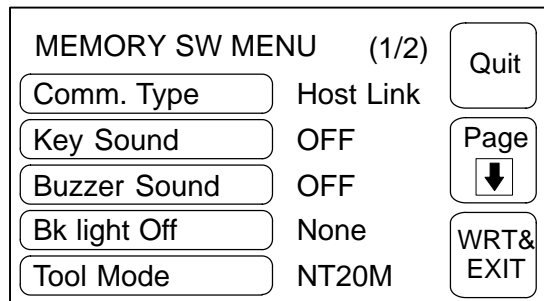 MEMORY SW MENU (1/2)
Quit
Comm. Type Host Link
Key Sound OFF
Page
Buzzer Sound OFF
Bk light Off None
WRT&
EXIT
Tool Mode NT20M